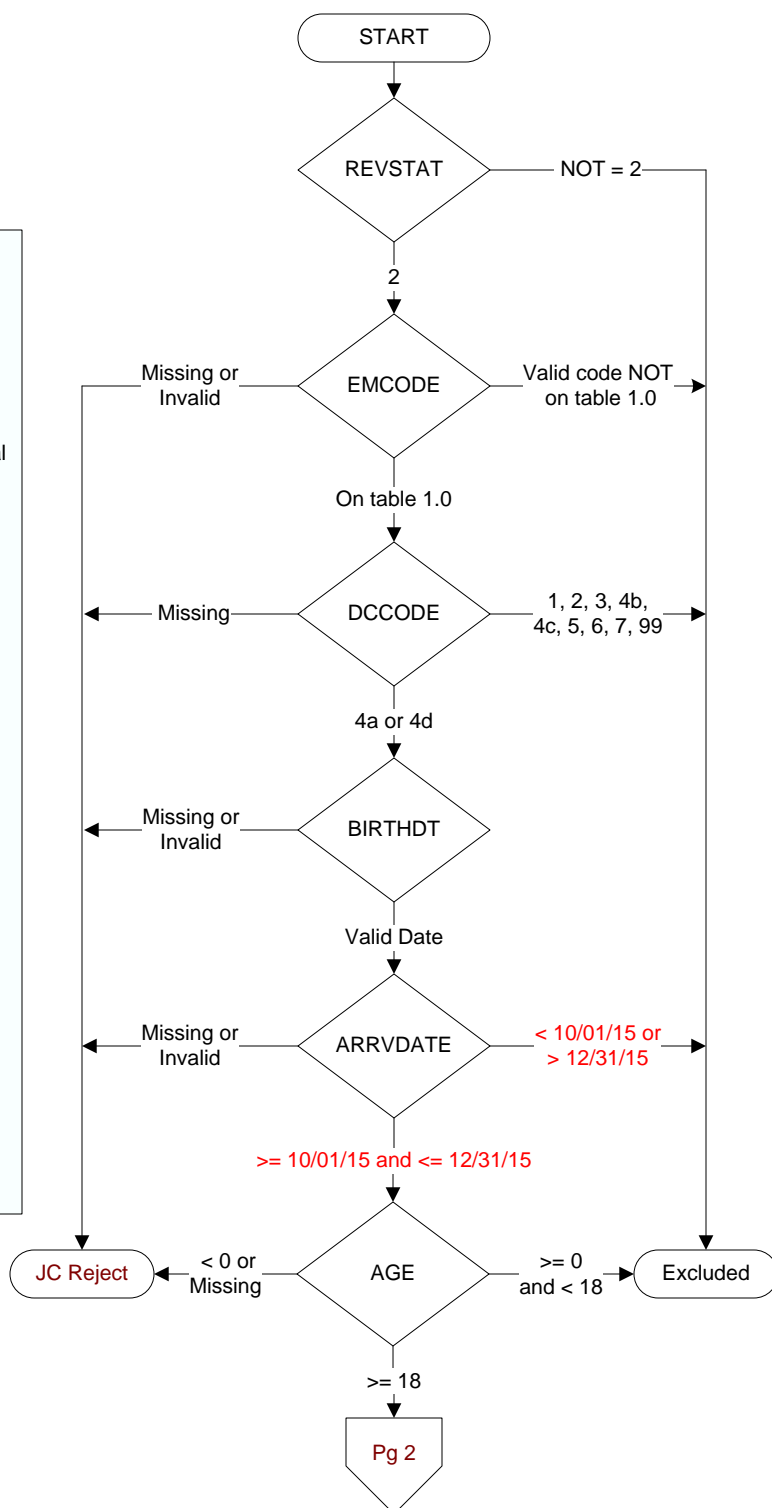 START
REVSTAT
NOT = 2
2
Missing or
Invalid
EMCODE
Valid code NOT
on table 1.0
al
On table 1.0
Missing
DCCODE
1, 2, 3, 4b,
4c, 5, 6, 7, 99
4a or 4d
Missing or
Invalid
BIRTHDT
Valid Date
Missing or
Invalid
ARRVDATE
< 10/01/15 or
> 12/31/15
>= 10/01/15 and <= 12/31/15
JC Reject
< 0 or
Missing
AGE
>= 0
and < 18
Excluded
>= 18
Pg 2